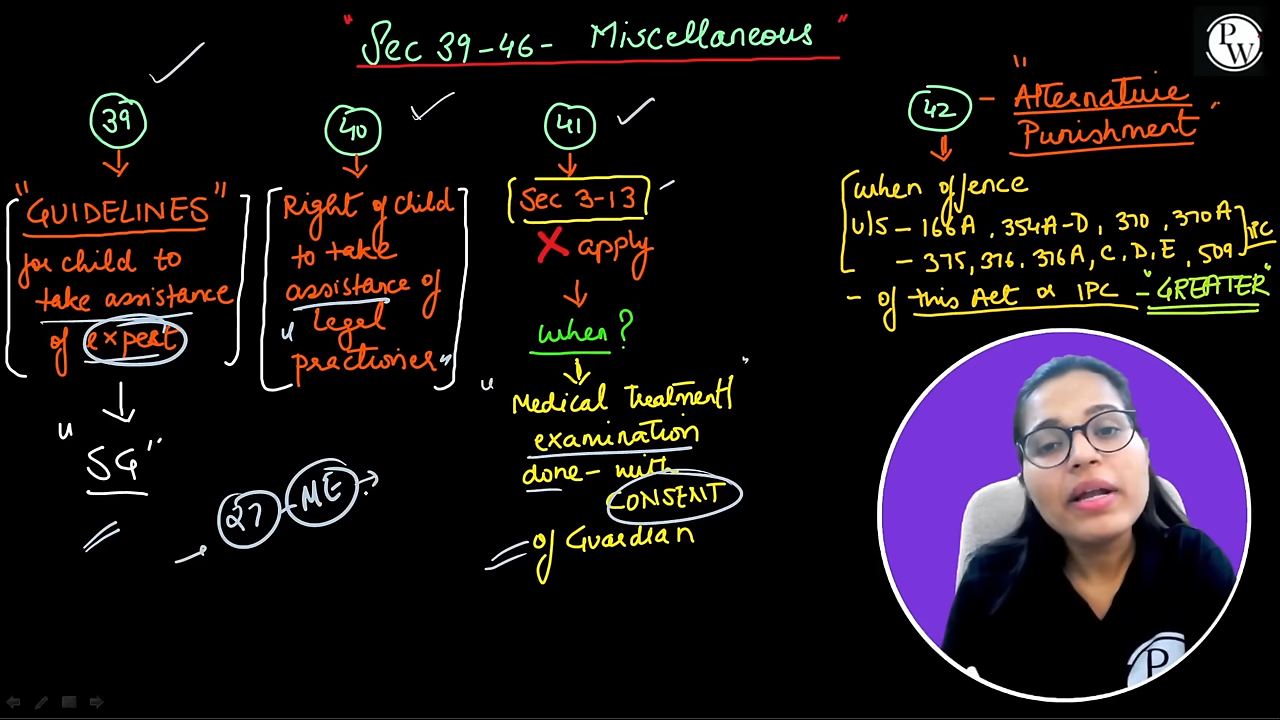 " Sec 39-46- Miscellaneous "
PW
39
"GUIDELINES"
for child to
take assistance
of expert
"SG"
27 - ME
40
Right of child
to take
assistance of
"Legal
practioner"
41
Sec 3-13
X apply
when?
"Medical treatment/
examination
done- with
CONSENT
of Guardian
42 - "Alternative
Punishment"
when offence
U/S - 166A, 354A-D, 370, 370A
- 375, 376, 376A, C, D, E, 509 IPC
- of this Act or IPC - "GREATER"
P